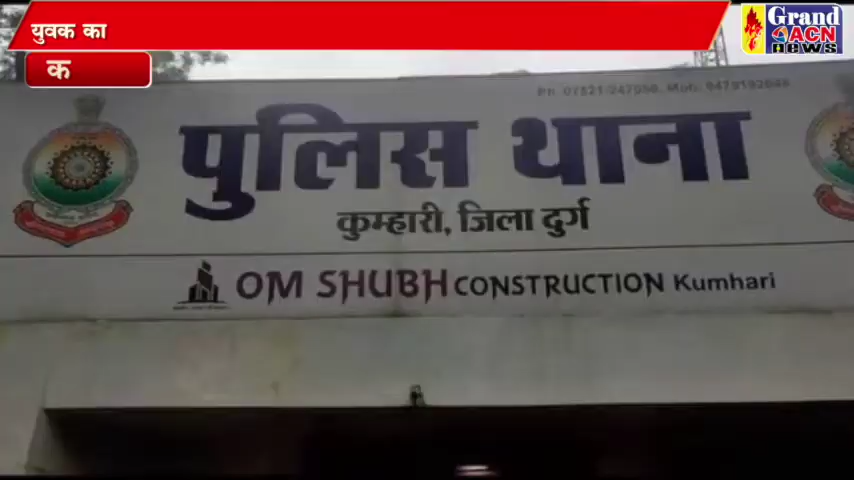 युवक का
क
Grand
ACN
news
पुलिस थाना
कुम्हारी, जिला दुर्ग
OM SHUBH CONSTRUCTION Kumhari